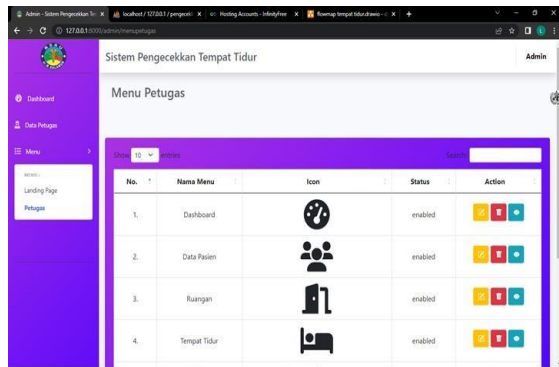 Admin - Sistem Pengecekkan Tem
localhost / 127.0.0.1 / pengecek
Hosting Accounts - InfinityFree
flowmap tempat tidur.drawio - d
127.0.0.1:8000/admin/menupetugas
Sistem Pengecekkan Tempat Tidur
Admin
Dashboard
Data Petugas
Menu
MENU:
Landing Page
Petugas
Menu Petugas
Show 10 entries
Search:
No. Nama Menu Icon Status Action
1. Dashboard enabled
2. Data Pasien enabled
3. Ruangan enabled
4. Tempat Tidur enabled